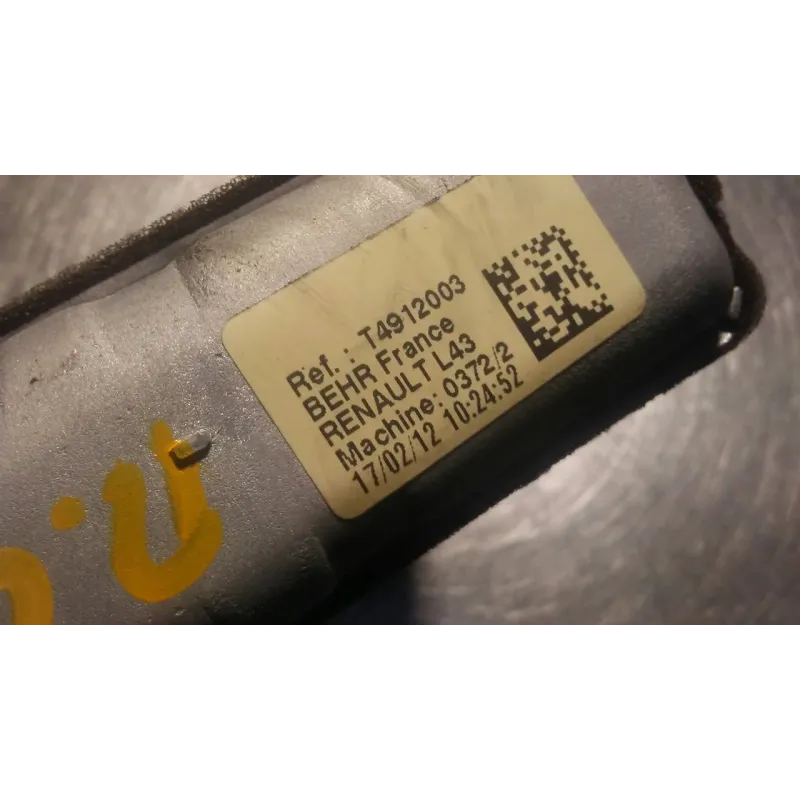 Ref. : T4912003
BEHR France
RENAULT L43
Machine: 0372/2
17/02/12 10:24:52